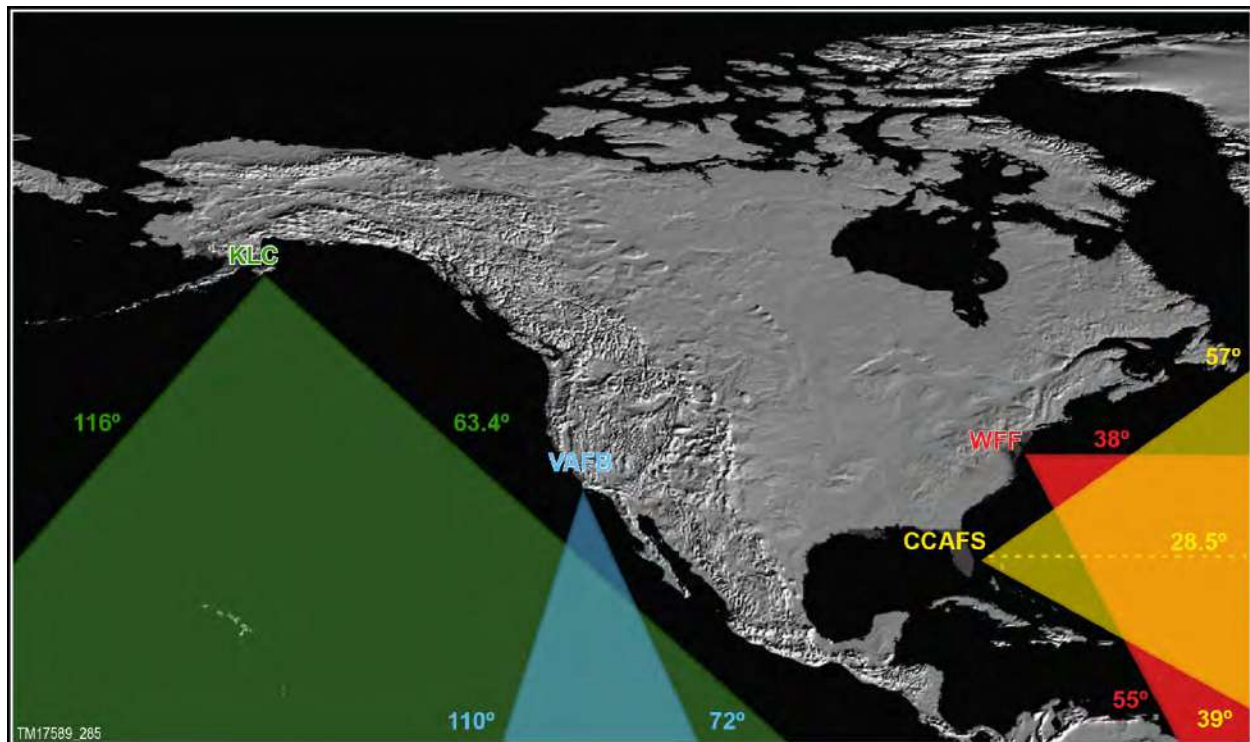 KLC
57º
116º
63.4º
WFF
38º
VAFB
CCAFS
28.5º
55º
110º
72º
39º
TM17589_285